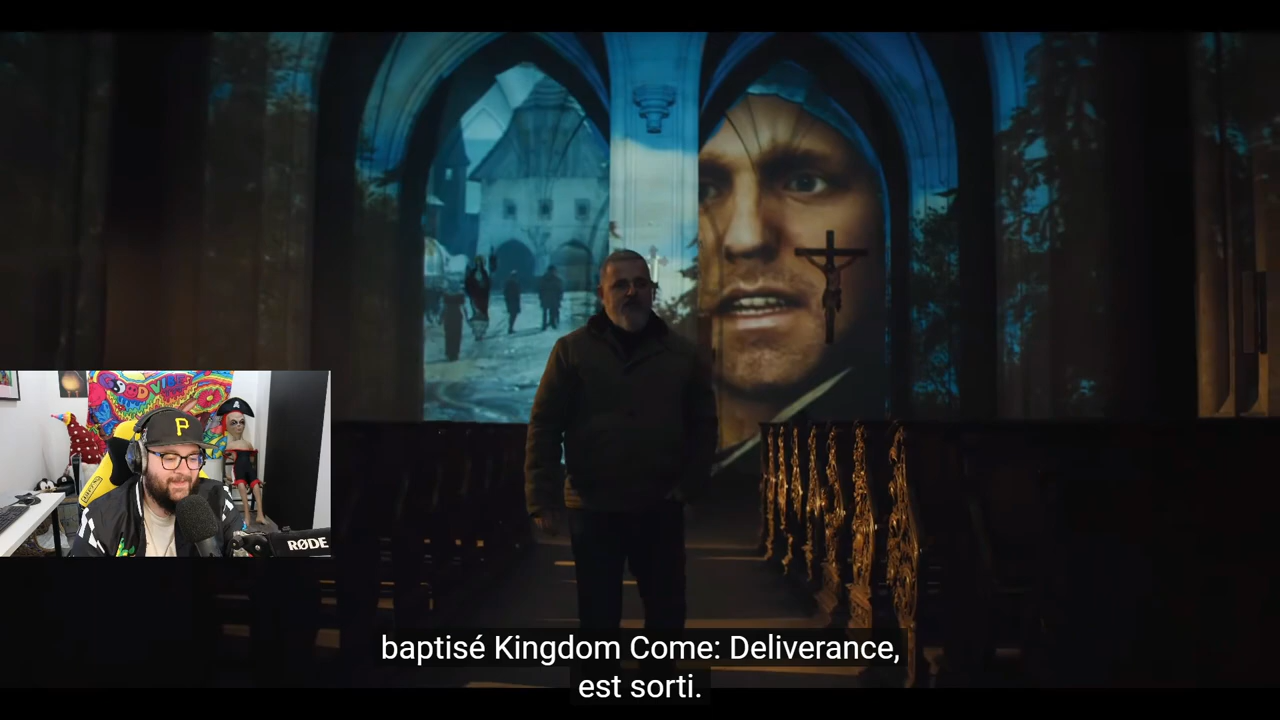 GOOD VIBES
P
A
RØDE
baptisé Kingdom Come: Deliverance,
est sorti.